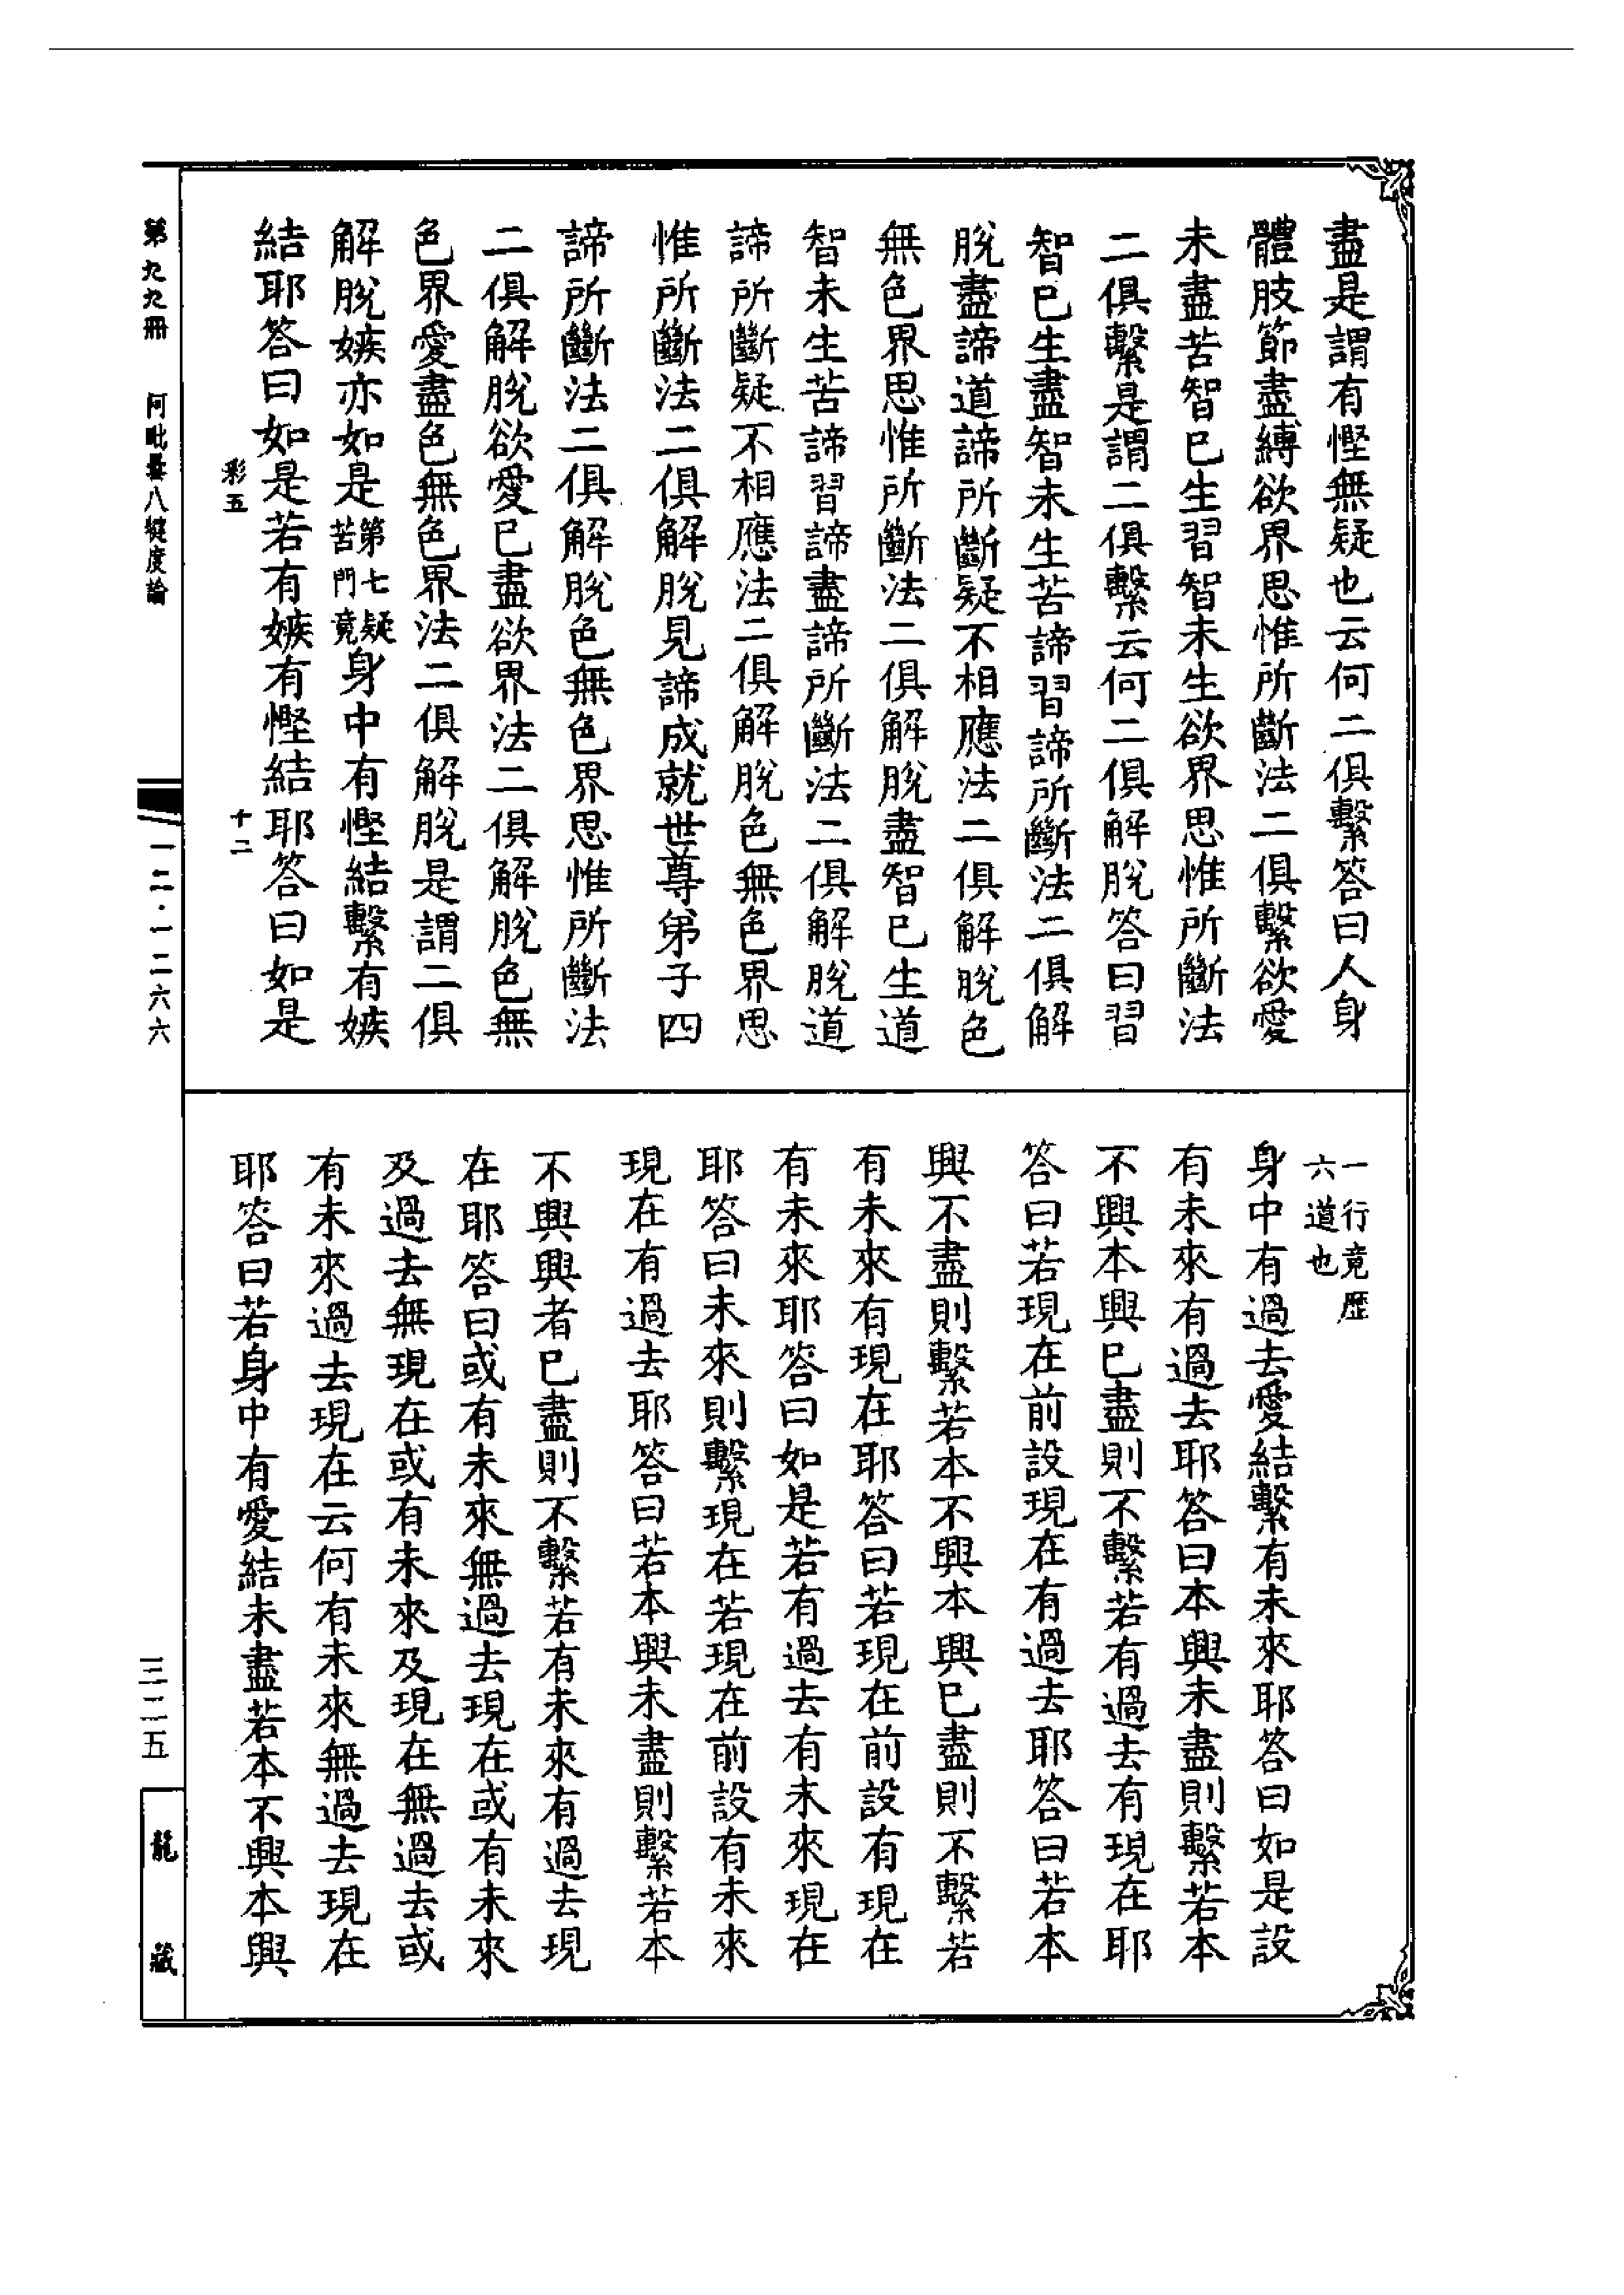 盡是謂有慳無疑也云何二俱繫答曰人身
體肢節盡縛欲界思惟所斷法二俱繫欲愛
未盡苦智已生習智未生欲界思惟所斷法
二俱繫是謂二俱繫云何二俱解脫答曰習
智已生盡智未生苦諦習諦所斷法二俱解
脫盡諦道諦所斷疑不相應法二俱解脫色
無色界思惟所斷法二俱解脫盡智已生道
智未生苦諦習諦盡諦所斷法二俱解脫道
諦所斷疑不相應法二俱解脫色無色界思
惟所斷法二俱解脫見諦成就世尊弟子四
諦所斷法二俱解脫色無色界思惟所斷法
二俱解脫欲愛已盡欲界法二俱解脫色無
色界愛盡色無色界法二俱解脫是謂二俱
解脫嫉亦如是第七疑苦門竟身中有慳結繫有嫉
結耶答曰如是若有嫉有慳結耶答曰如是
彩五 十二
一行竟歷
六道也
身中有過去愛結繫有未來耶答曰如是設
有未來有過去耶答曰本興未盡則繫若本
不興本興已盡則不繫若有過去有現在耶
答曰若現在前設現在有過去耶答曰若本
興不盡則繫若本不興本興已盡則不繫若
有未來有現在耶答曰若現在前設有現在
有未來耶答曰如是若有過去有未來現在
耶答曰未來則繫現在若現在前設有未來
現在有過去耶答曰若本興未盡則繫若本
不興興者已盡則不繫若有未來有過去現
在耶答曰或有未來無過去現在或有未來
及過去無現在或有未來及現在無過去或
有未來過去現在云何有未來無過去現在
耶答曰若身中有愛結未盡若本不興本興
第九九冊 阿毗曇八犍度論
一二·一二六六
三二五
龍藏